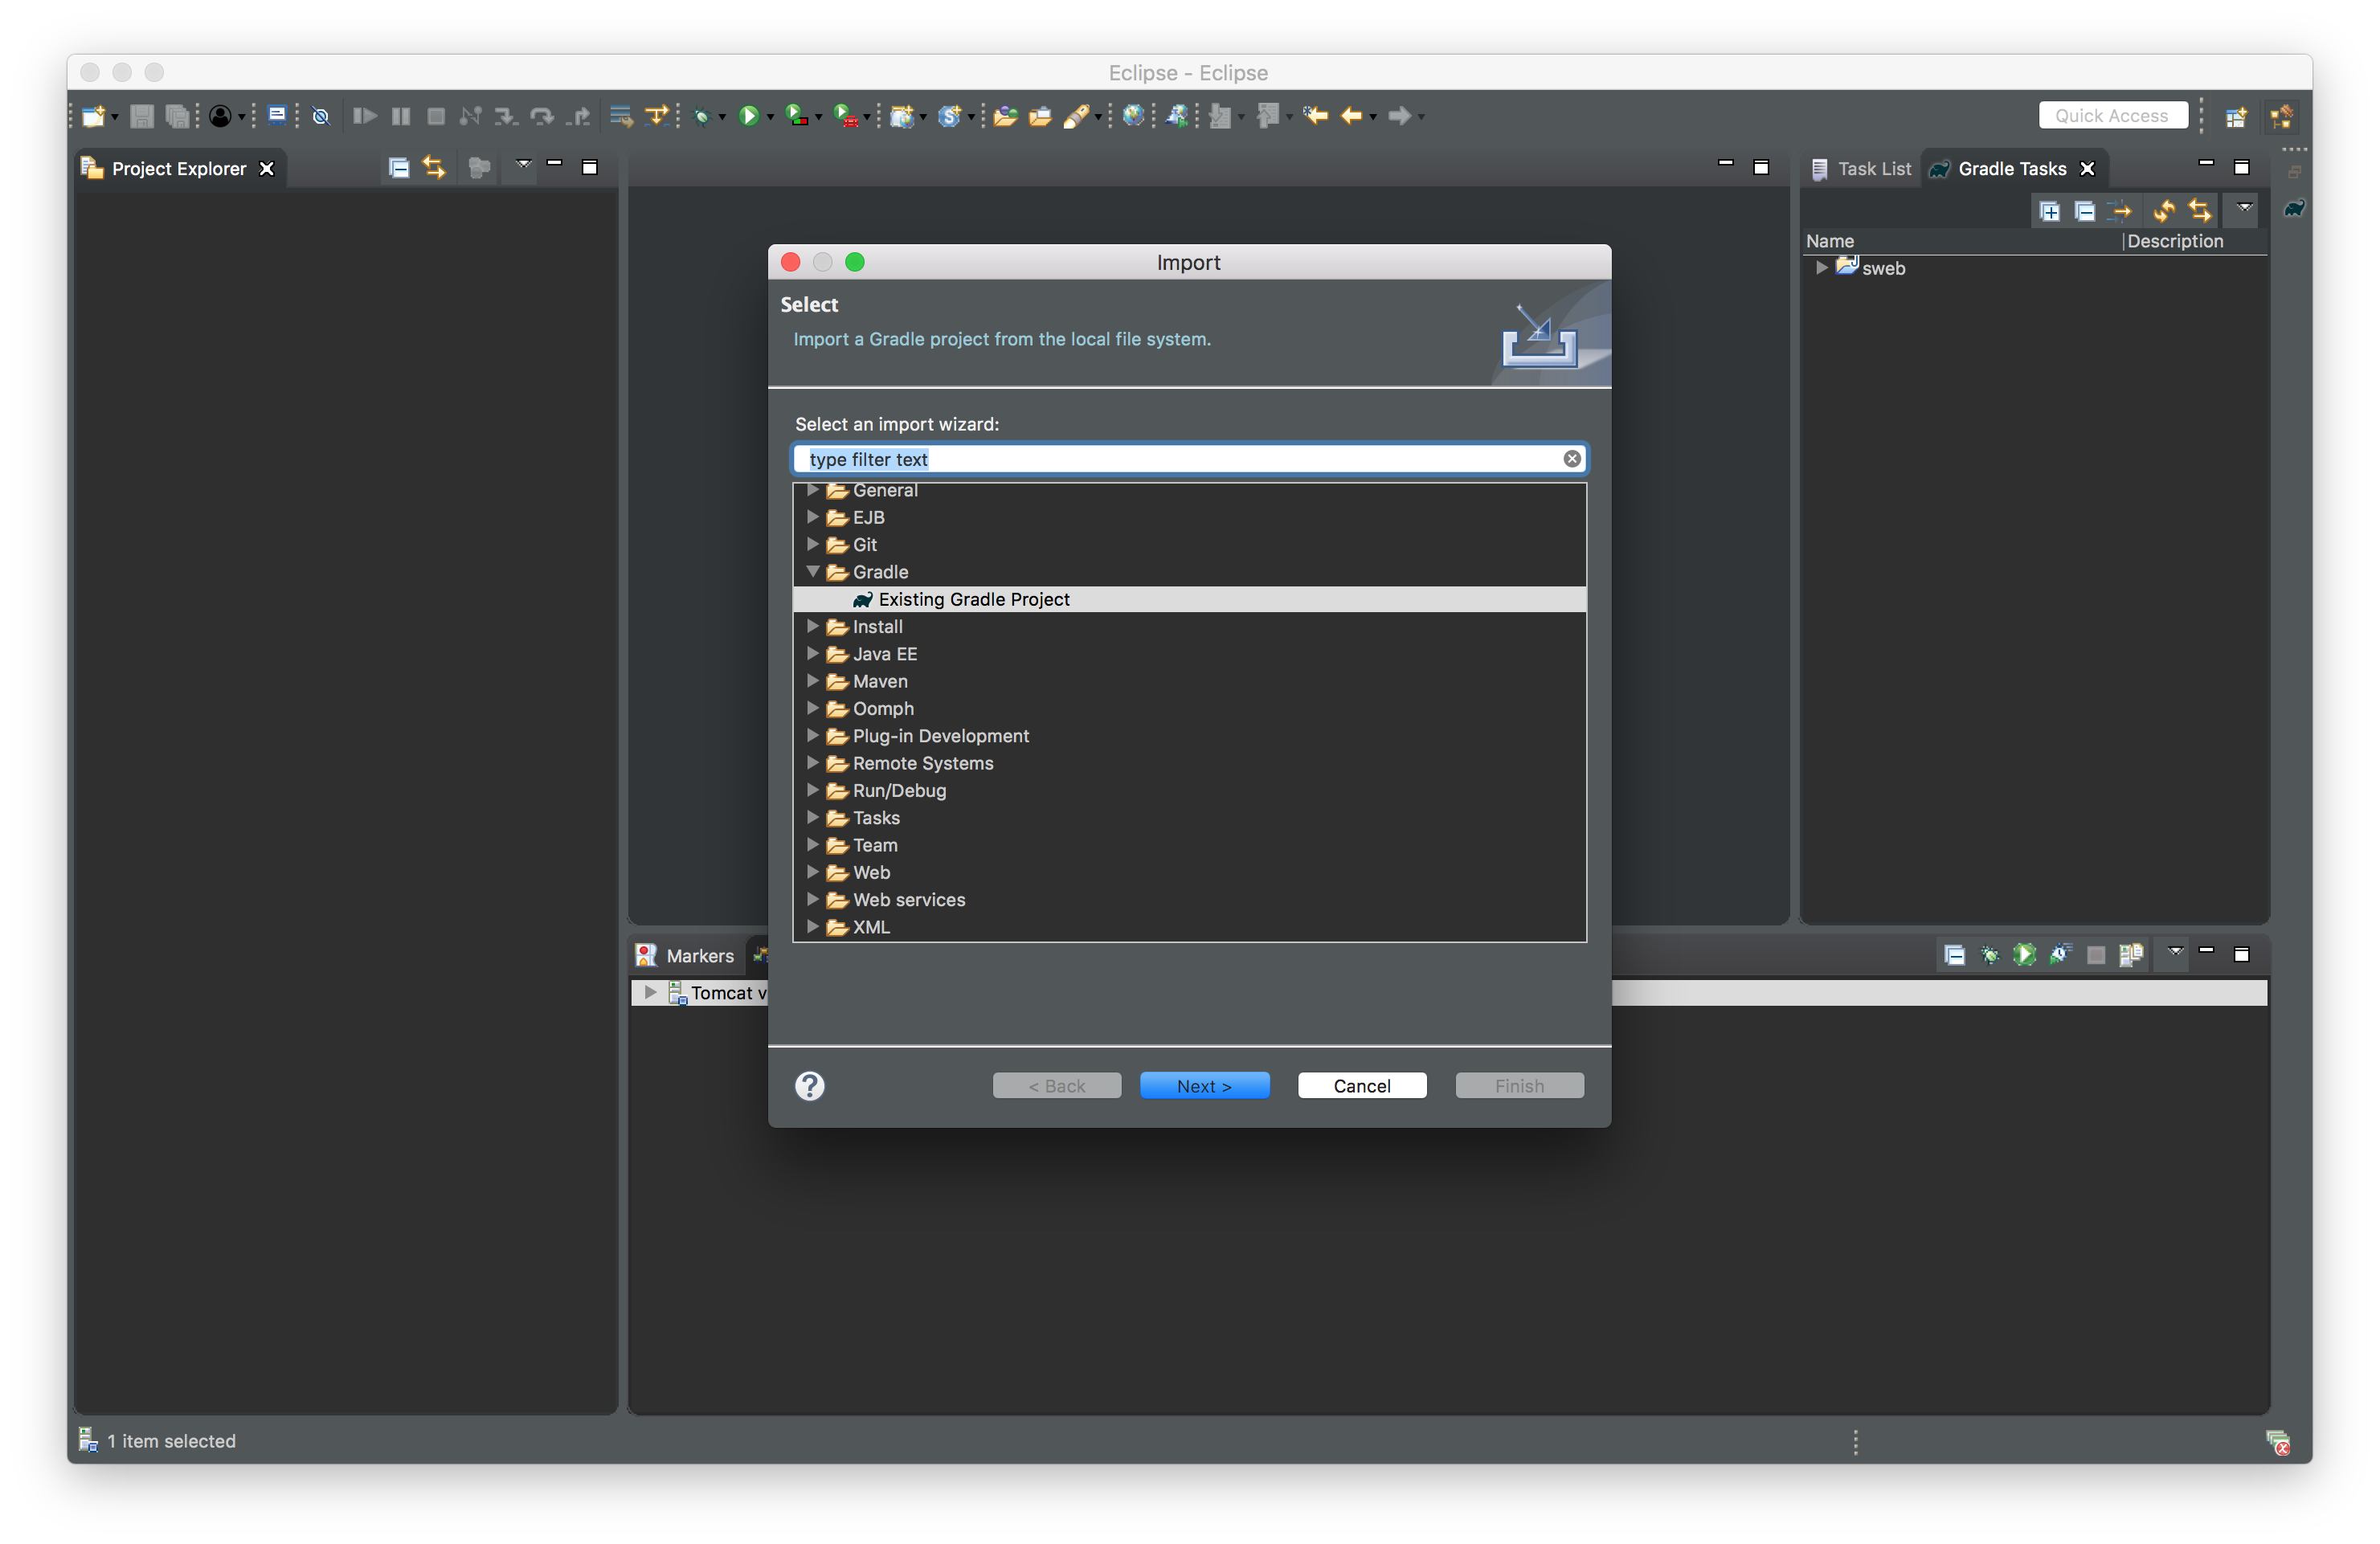 Eclipse - Eclipse
Quick Access
Project Explorer
Task List
Gradle Tasks
Name
Description
sweb
Import
Select
Import a Gradle project from the local file system.
Select an import wizard:
type filter text
General
EJB
Git
Gradle
Existing Gradle Project
Install
Java EE
Maven
Oomph
Plug-in Development
Remote Systems
Run/Debug
Tasks
Team
Web
Web services
XML
Markers
Tomcat v
? < Back Next > Cancel Finish
1 item selected